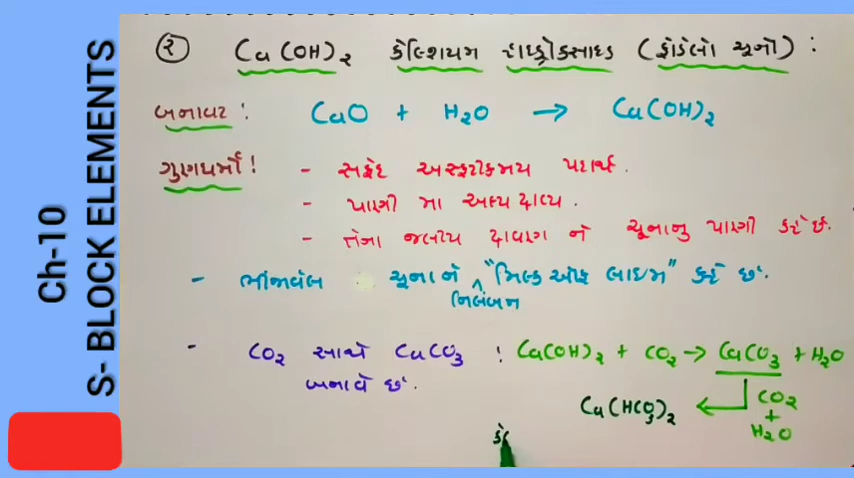 Ch-10
S- BLOCK ELEMENTS
૨ Ca(OH)₂ કેલ્શિયમ હાઇડ્રોક્સાઇડ (ફોડેલો ચૂનો) :
બનાવટ : CaO + H₂O → Ca(OH)₂
ગુણધર્મો : - સફેદ અસ્ફટીકમય પદાર્થ.
- પાણી મા અલ્પ દ્રાવ્ય.
- તેના જલીય દ્રાવણ ને ચૂનાનુ પાણી કહે છે.
- ભીંજવેલ ચૂના ને ^ "મિલ્ક ઓફ લાઇમ" કહે છે.
નિલંબન
- CO₂ સાથે CaCO₃ : Ca(OH)₂ + CO₂ → CaCO₃ + H₂O
બનાવે છે.
Ca(HCO₃)₂ ← CO₂
+
H₂O